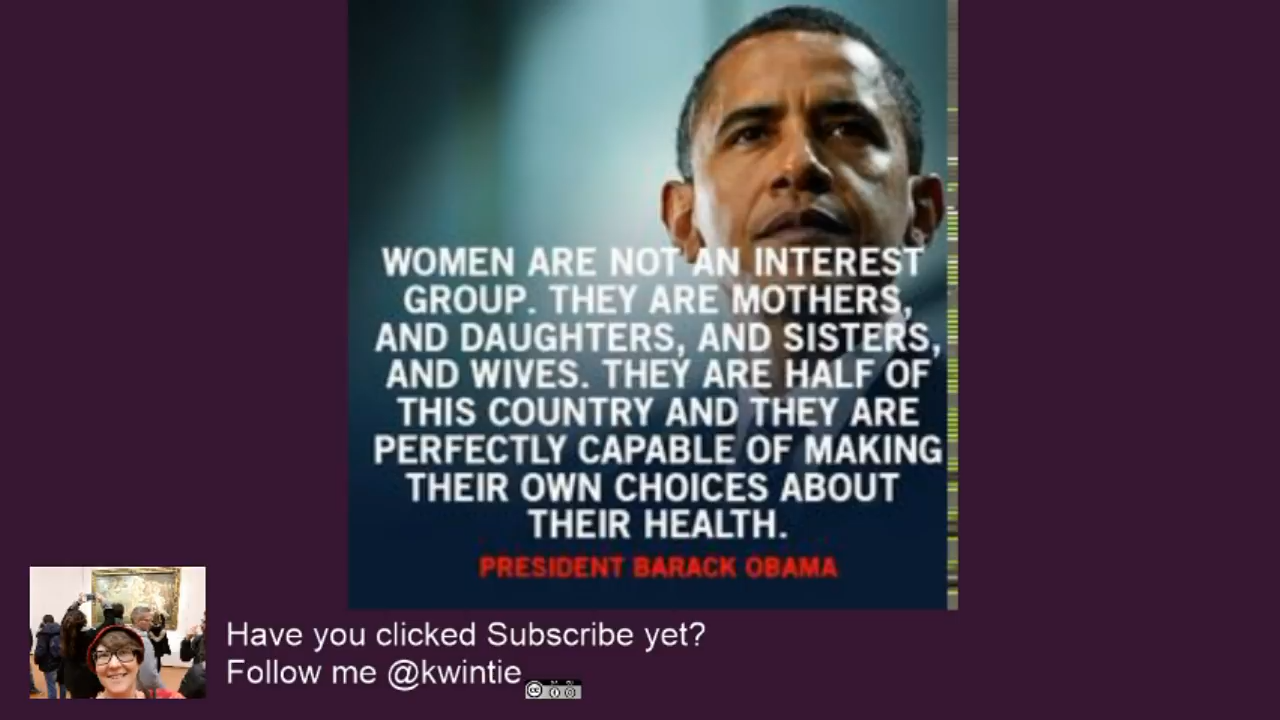 WOMEN ARE NOT AN INTEREST
GROUP. THEY ARE MOTHERS,
AND DAUGHTERS, AND SISTERS,
AND WIVES. THEY ARE HALF OF
THIS COUNTRY AND THEY ARE
PERFECTLY CAPABLE OF MAKING
THEIR OWN CHOICES ABOUT
THEIR HEALTH.
PRESIDENT BARACK OBAMA
Have you clicked Subscribe yet?
Follow me @kwintie